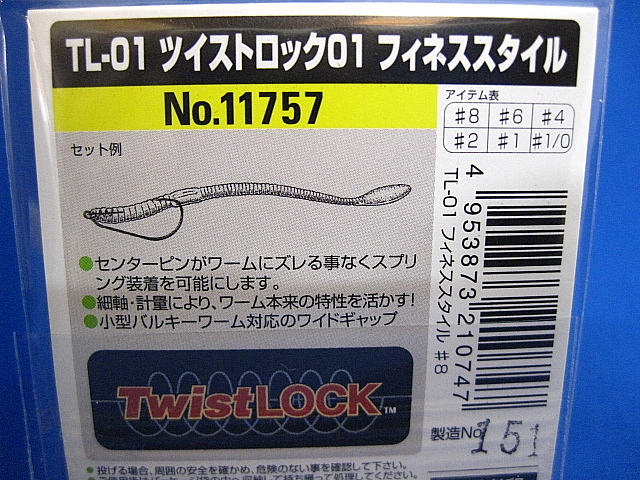 TL-01 ツイストロック01 フィネススタイル
No.11757
アイテム表
#8 #6 #4
#2 #1 #1/0
セット例
●センターピンがワームにズレる事なくスプリ
ング装着を可能にします。
●細軸・計量により、ワーム本来の特性を活かす!
●小型バルキーワーム対応のワイドギャップ
TwistLOCK™
TL-01 フィネススタイル #8
4 953873 210747
製造No.
151
●投げる場合、周囲の安全を確かめ、危険のない事を確認して下さい。